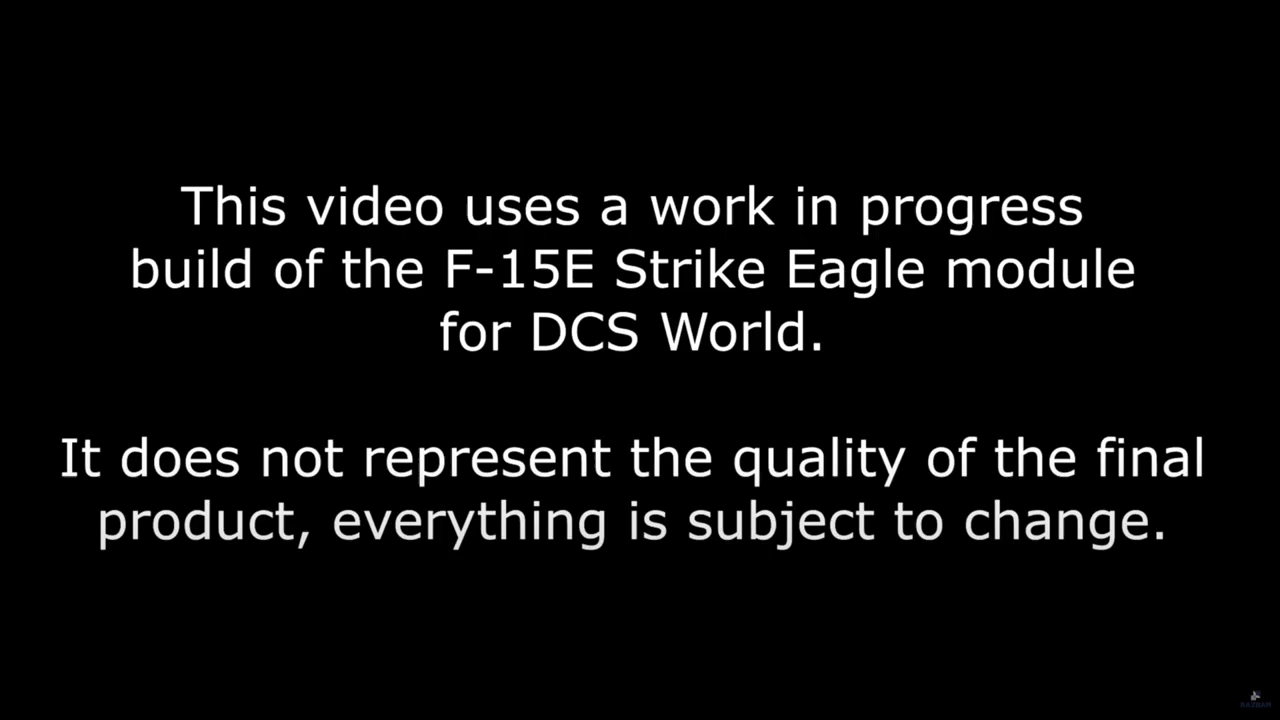 This video uses a work in progress
build of the F-15E Strike Eagle module
for DCS World.
It does not represent the quality of the final
product, everything is subject to change.
RAZBAM